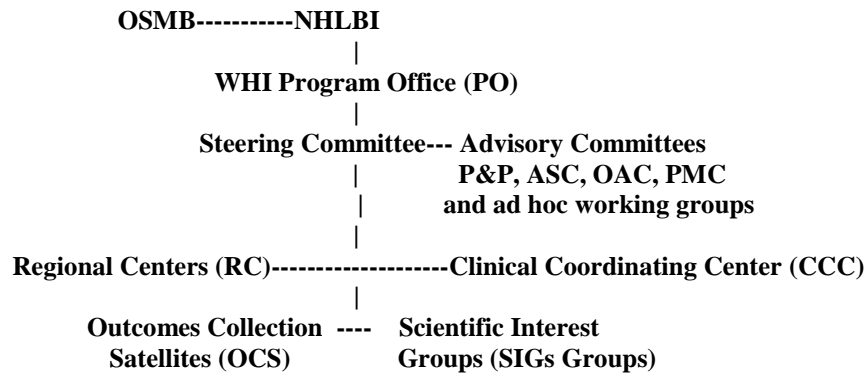 OSMB-----------NHLBI
|
WHI Program Office (PO)
|
Steering Committee--- Advisory Committees
| P&P, ASC, OAC, PMC
| and ad hoc working groups
|
Regional Centers (RC)--------------------Clinical Coordinating Center (CCC)
|
Outcomes Collection ---- Scientific Interest
Satellites (OCS) Groups (SIGs Groups)